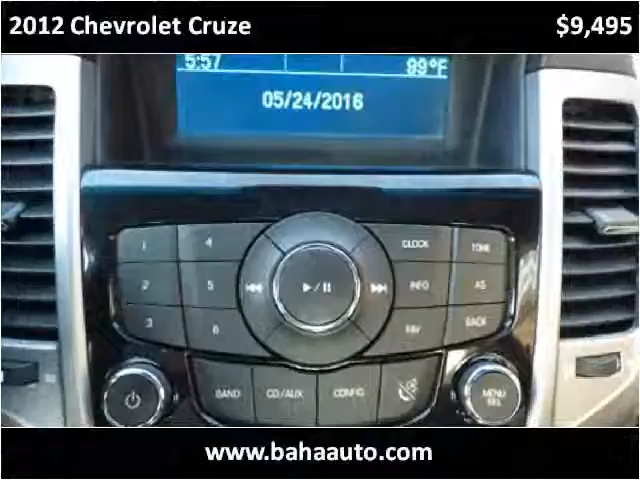 2012 Chevrolet Cruze $9,495
5:57 99°F
05/24/2016
1 4 CLOCK TONE
2 5 INFO AS
3 6 FAV BACK
BAND CD/AUX CONFIG MENU
SEL
www.bahaauto.com